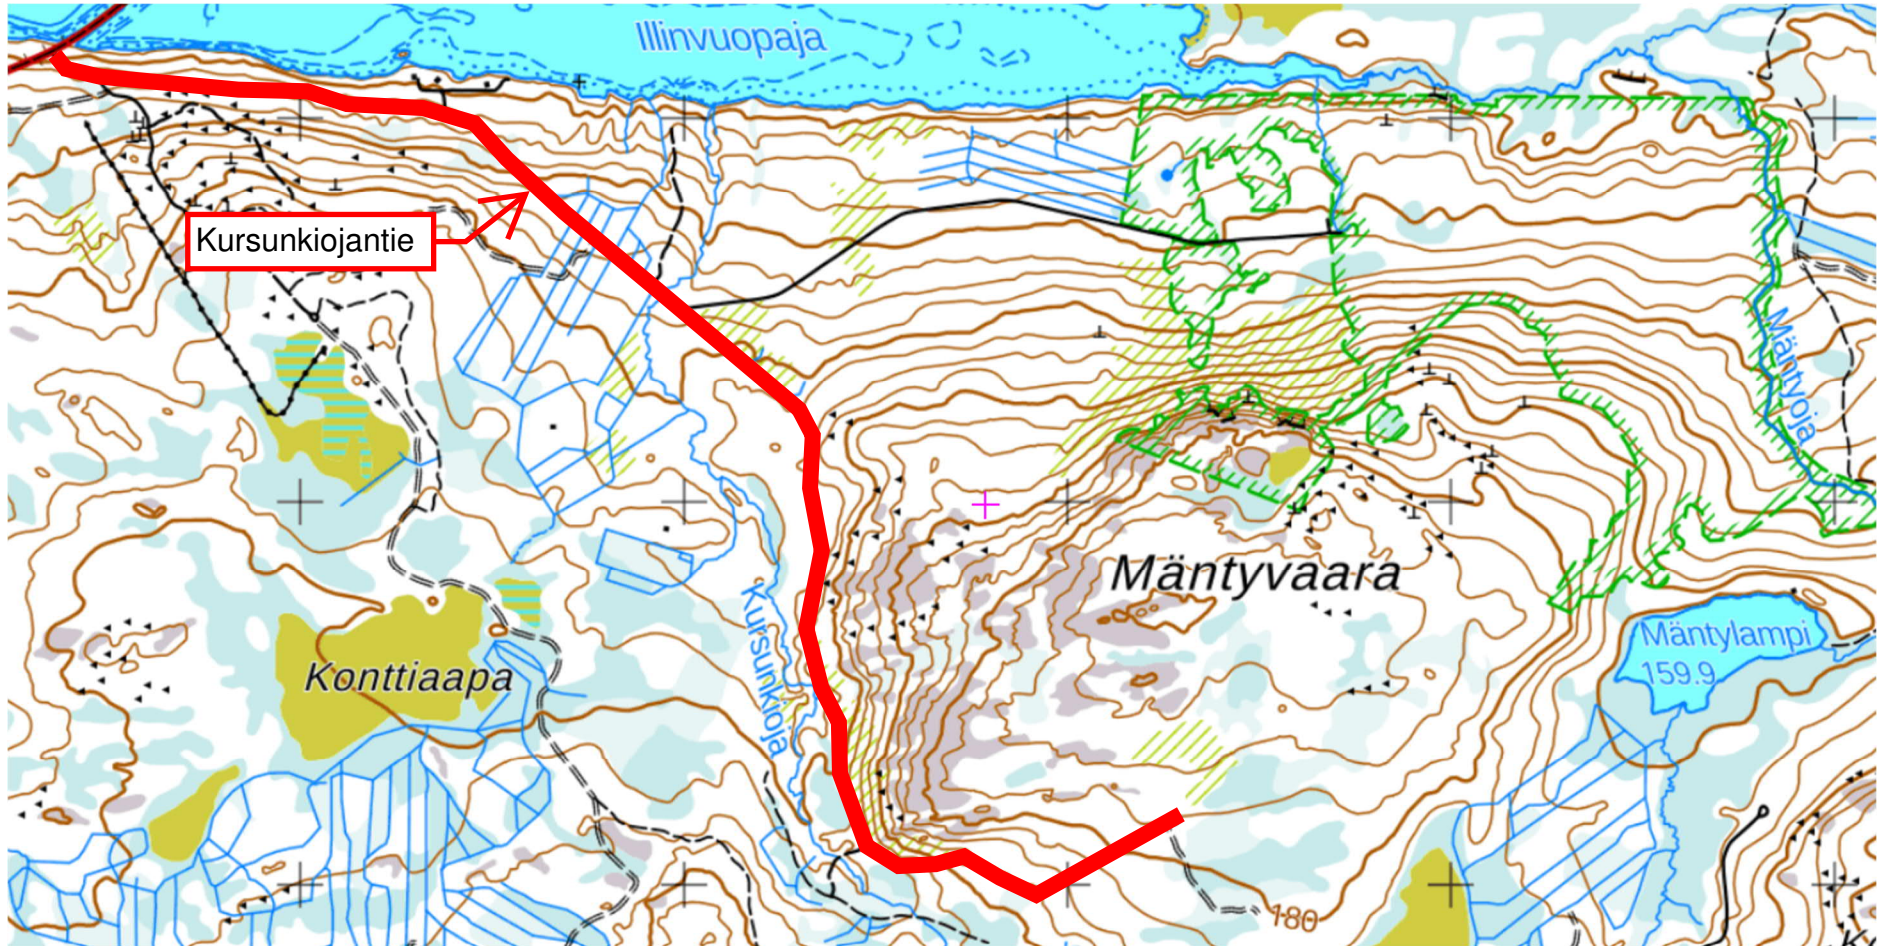 Illinvuopaja
Kursunkiojantie
Mäntyoja
Mäntyvaara
Kursunkioja
Mäntylampi
159.9
Konttiaapa
180